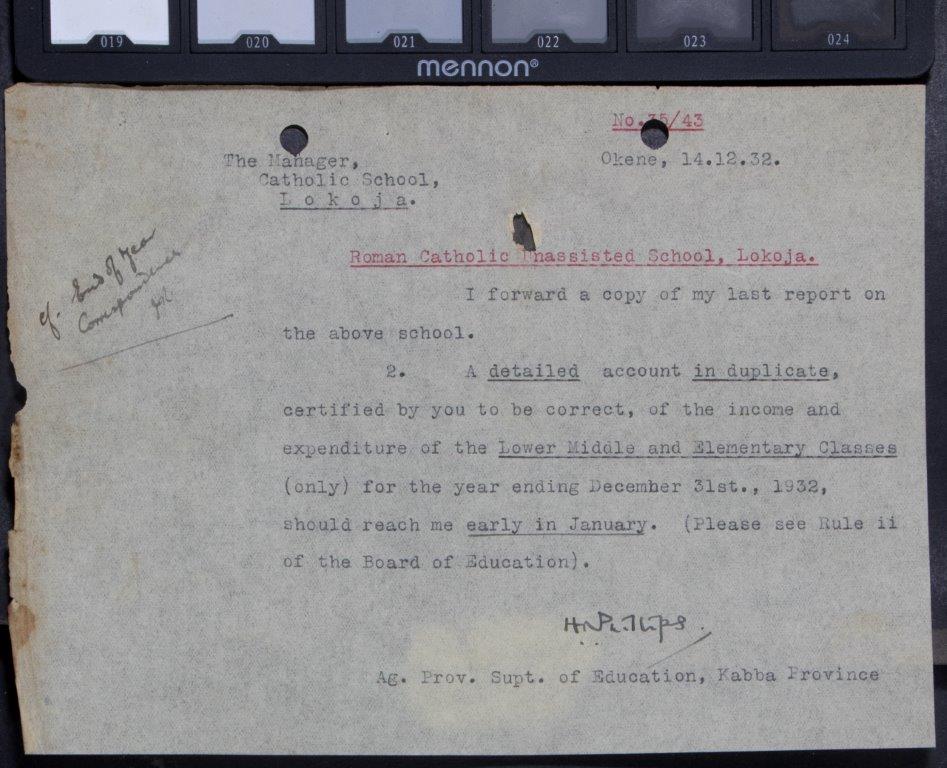 019 020 021 022 023 024
mennon®
No.35/43
The Manager,
Okene, 14.12.32.
Catholic School,
L o k o j a.
Roman Catholic Unassisted School, Lokoja.
End of Year
Correspondence
I forward a copy of my last report on
the above school.
2. A detailed account in duplicate,
certified by you to be correct, of the income and
expenditure of the Lower Middle and Elementary Classes
(only) for the year ending December 31st., 1932,
should reach me early in January. (Please see Rule ii
of the Board of Education).
Ag. Prov. Supt. of Education, Kabba Province